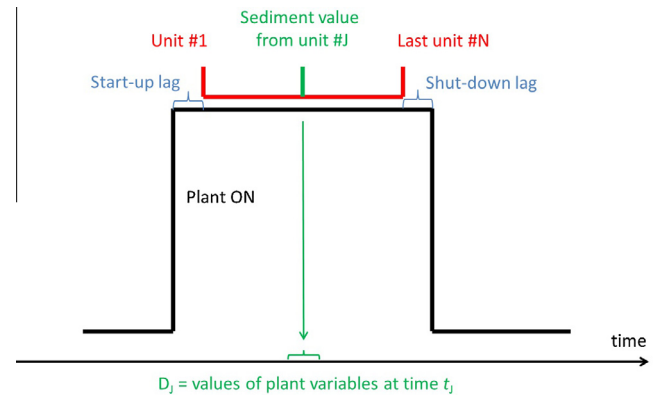 Sediment value
from unit #J
Unit #1
Last unit #N
Start-up lag
Shut-down lag
Plant ON
time
DJ = values of plant variables at time tJ